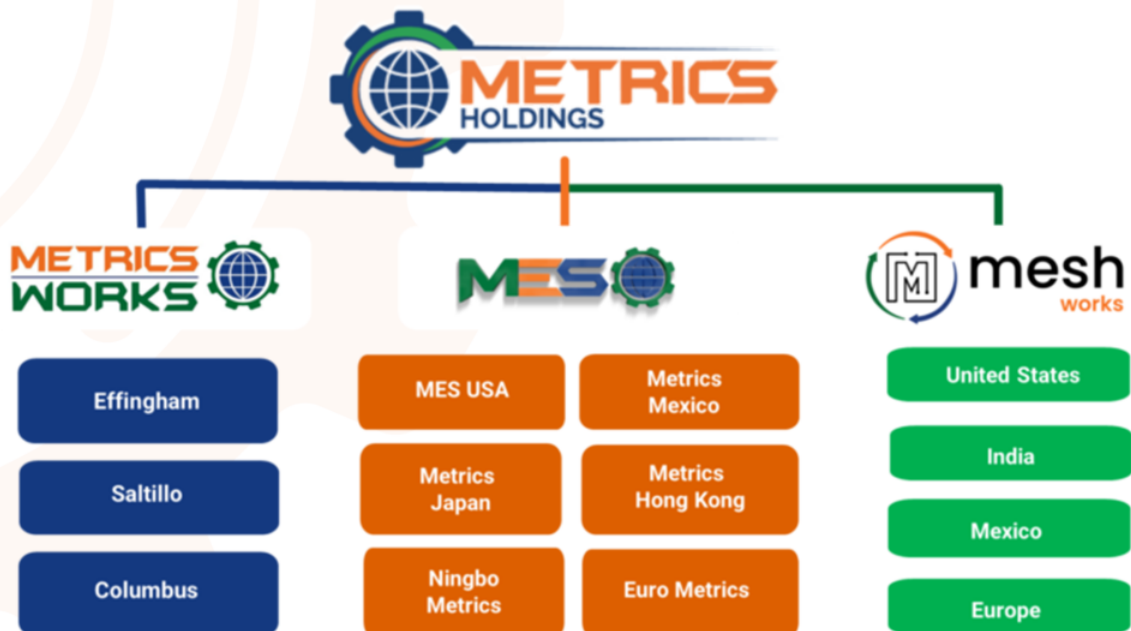 METRICS
HOLDINGS
METRICS
WORKS
MES
M
mesh
works
Effingham
Saltillo
Columbus
MES USA
Metrics
Mexico
Metrics
Japan
Metrics
Hong Kong
Ningbo
Metrics
Euro Metrics
United States
India
Mexico
Europe